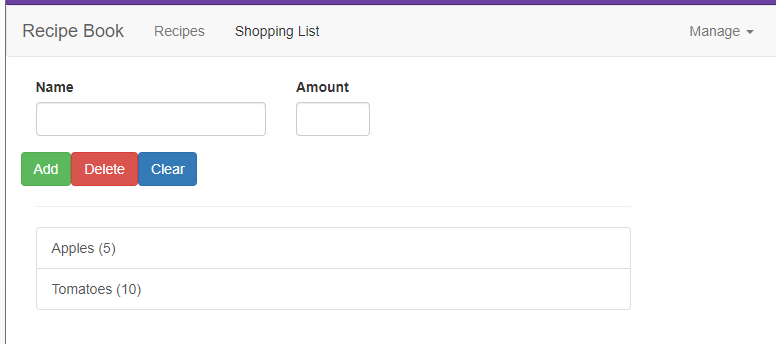 Recipe Book Recipes Shopping List Manage
Name Amount
Add Delete Clear
Apples (5)
Tomatoes (10)